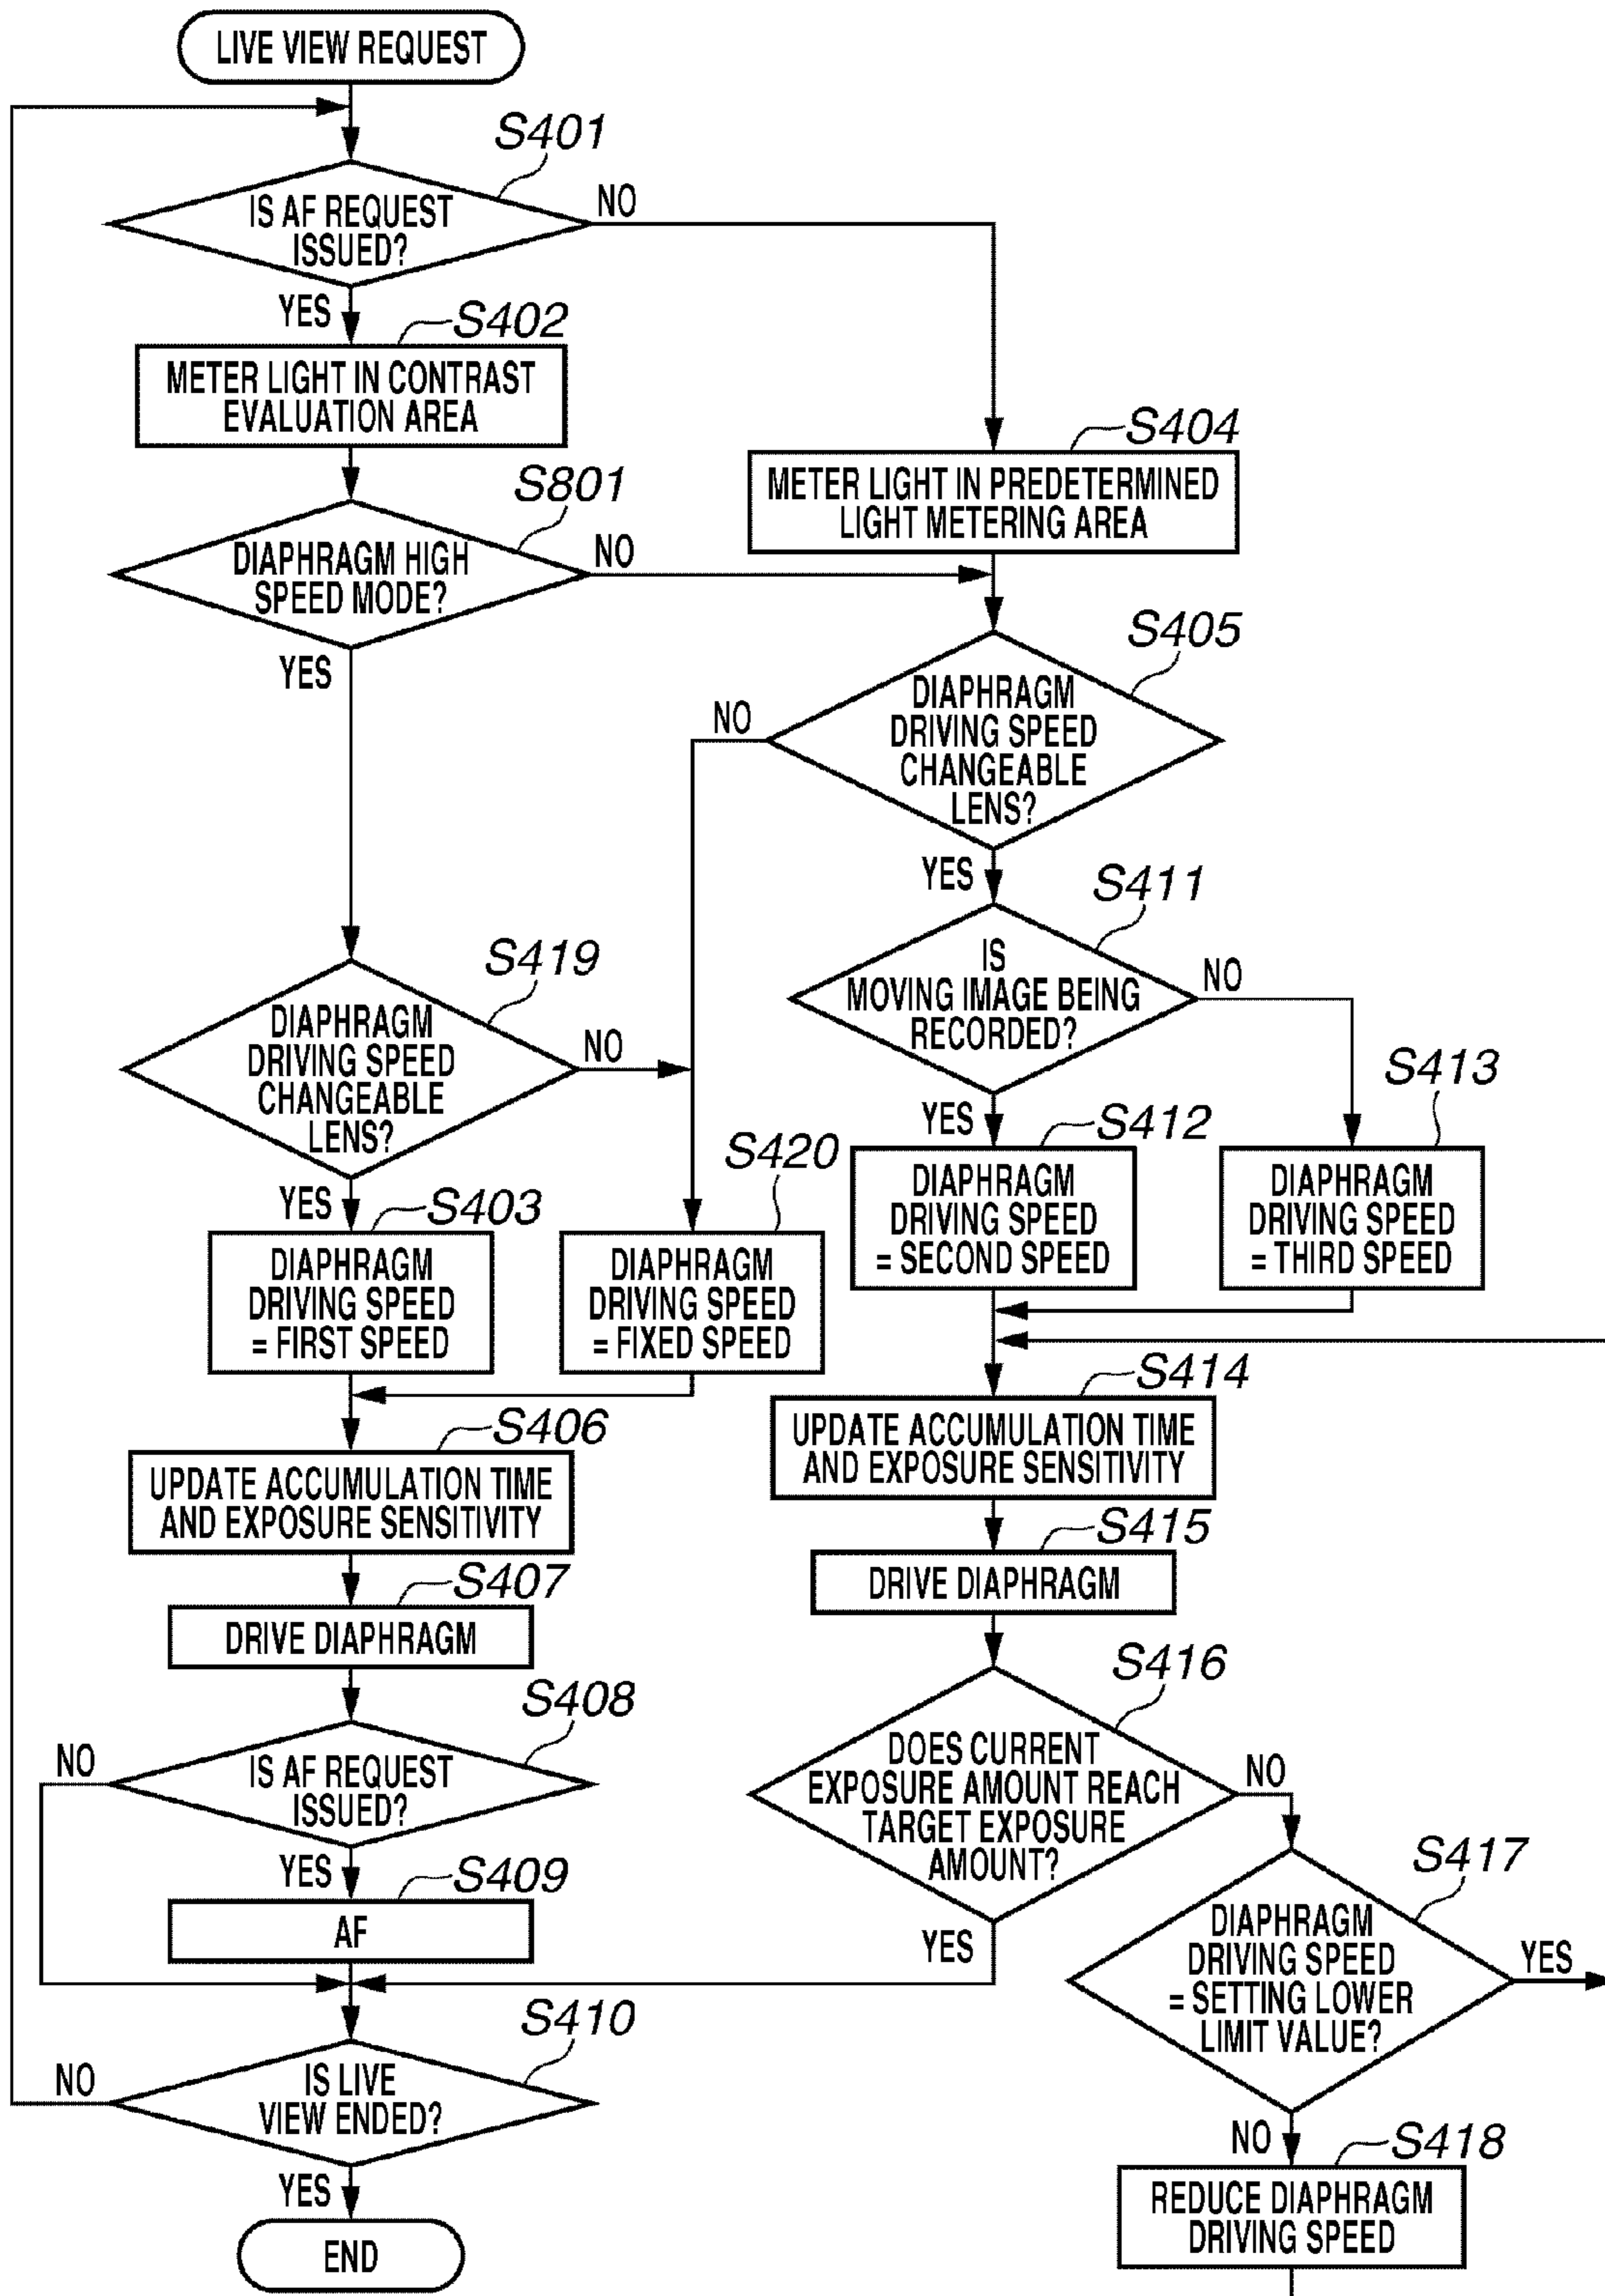 LIVE VIEW REQUEST
S401
IS AF REQUEST
ISSUED?
NO
YES
S402
METER LIGHT IN CONTRAST
EVALUATION AREA
S404
METER LIGHT IN PREDETERMINED
LIGHT METERING AREA
S801
DIAPHRAGM HIGH
SPEED MODE?
NO
YES
S405
DIAPHRAGM
DRIVING SPEED
CHANGEABLE
LENS?
NO
YES
S411
IS
MOVING IMAGE BEING
RECORDED?
NO
YES
S419
DIAPHRAGM
DRIVING SPEED
CHANGEABLE
LENS?
NO
YES
S403
DIAPHRAGM
DRIVING SPEED
= FIRST SPEED
S420
DIAPHRAGM
DRIVING SPEED
= FIXED SPEED
S412
DIAPHRAGM
DRIVING SPEED
= SECOND SPEED
S413
DIAPHRAGM
DRIVING SPEED
= THIRD SPEED
S406
UPDATE ACCUMULATION TIME
AND EXPOSURE SENSITIVITY
S414
UPDATE ACCUMULATION TIME
AND EXPOSURE SENSITIVITY
S407
DRIVE DIAPHRAGM
S415
DRIVE DIAPHRAGM
S408
IS AF REQUEST
ISSUED?
NO
YES
S409
AF
S416
DOES CURRENT
EXPOSURE AMOUNT REACH
TARGET EXPOSURE
AMOUNT?
NO
YES
S417
DIAPHRAGM
DRIVING SPEED
= SETTING LOWER
LIMIT VALUE?
YES
NO
S410
IS LIVE
VIEW ENDED?
NO
YES
S418
REDUCE DIAPHRAGM
DRIVING SPEED
END